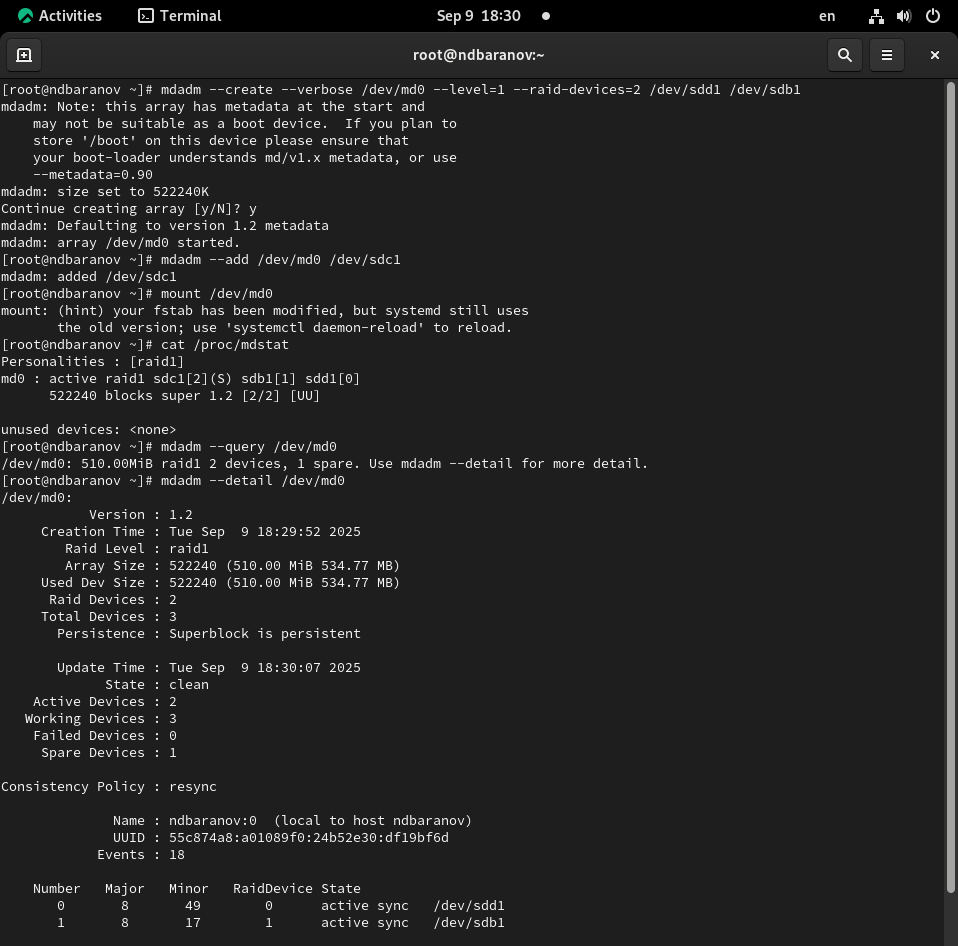 Activities Terminal Sep 9 18:30 en
root@ndbaranov:~
[root@ndbaranov ~]# mdadm --create --verbose /dev/md0 --level=1 --raid-devices=2 /dev/sdd1 /dev/sdb1
mdadm: Note: this array has metadata at the start and
    may not be suitable as a boot device.  If you plan to
    store '/boot' on this device please ensure that
    your boot-loader understands md/v1.x metadata, or use
    --metadata=0.90
mdadm: size set to 522240K
Continue creating array [y/N]? y
mdadm: Defaulting to version 1.2 metadata
mdadm: array /dev/md0 started.
[root@ndbaranov ~]# mdadm --add /dev/md0 /dev/sdc1
mdadm: added /dev/sdc1
[root@ndbaranov ~]# mount /dev/md0
mount: (hint) your fstab has been modified, but systemd still uses
       the old version; use 'systemctl daemon-reload' to reload.
[root@ndbaranov ~]# cat /proc/mdstat
Personalities : [raid1]
md0 : active raid1 sdc1[2](S) sdb1[1] sdd1[0]
      522240 blocks super 1.2 [2/2] [UU]
unused devices: <none>
[root@ndbaranov ~]# mdadm --query /dev/md0
/dev/md0: 510.00MiB raid1 2 devices, 1 spare. Use mdadm --detail for more detail.
[root@ndbaranov ~]# mdadm --detail /dev/md0
/dev/md0:
           Version : 1.2
     Creation Time : Tue Sep  9 18:29:52 2025
        Raid Level : raid1
        Array Size : 522240 (510.00 MiB 534.77 MB)
     Used Dev Size : 522240 (510.00 MiB 534.77 MB)
      Raid Devices : 2
     Total Devices : 3
       Persistence : Superblock is persistent
       Update Time : Tue Sep  9 18:30:07 2025
             State : clean
    Active Devices : 2
   Working Devices : 3
    Failed Devices : 0
     Spare Devices : 1
Consistency Policy : resync
              Name : ndbaranov:0  (local to host ndbaranov)
              UUID : 55c874a8:a01089f0:24b52e30:df19bf6d
            Events : 18
    Number   Major   Minor   RaidDevice State
       0       8       49        0      active sync   /dev/sdd1
       1       8       17        1      active sync   /dev/sdb1